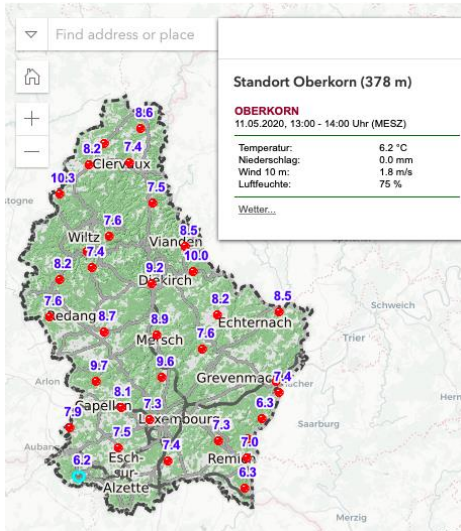 Find address or place
Standort Oberkorn (378 m)
OBERKORN
11.05.2020, 13:00 - 14:00 Uhr (MESZ)
Temperatur: 6.2 °C
Niederschlag: 0.0 mm
Wind 10 m: 1.8 m/s
Luftfeuche: 75 %
Wetter...
8.6
8.2 7.4
Clervaux
10.3
7.5
stogne
7.6
Wiltz
8.5
Vianden
7.4
10.0
8.2
9.2
Diekirch
7.6
8.2
8.5
Schweich
Redang
8.7
8.9
Echternach
Mersch
7.6
Trier
9.7
9.6
Arlon
Grevenmacher
7.4
8.1
Capellen
7.3
6.3
Luxembourg
7.9
Saarburg
7.5
7.3
7.0
Auban
Esch-
7.4
Remich
6.2
sur-
6.3
Alzette
Merzig